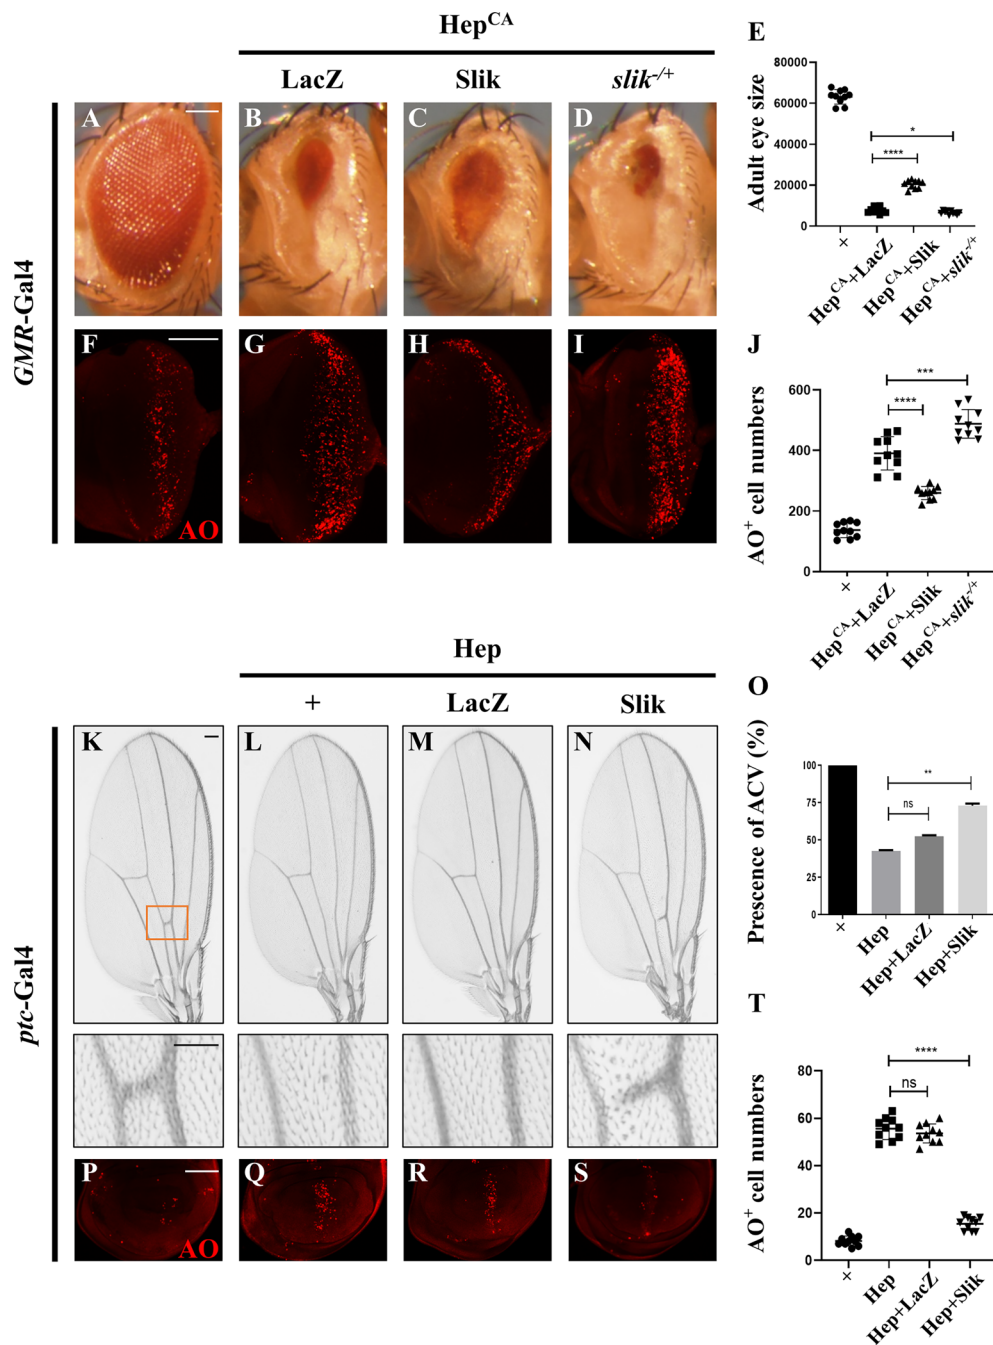 Hep^CA
LacZ
Slik
slik^-/+
GMR-Gal4
A
B
C
D
E
Adult eye size
80000
60000
40000
20000
0
*
****
+
Hep^CA+LacZ
Hep^CA+Slik
Hep^CA+slik^-/+
F
AO
G
H
I
J
AO^+ cell numbers
600
400
200
0
***
****
+
Hep^CA+LacZ
Hep^CA+Slik
Hep^CA+slik^-/+
Hep
+
LacZ
Slik
ptc-Gal4
K
L
M
N
O
Prescence of ACV (%)
100
75
50
25
0
**
ns
+
Hep
Hep+LacZ
Hep+Slik
P
AO
Q
R
S
T
AO^+ cell numbers
80
60
40
20
0
****
ns
+
Hep
Hep+LacZ
Hep+Slik